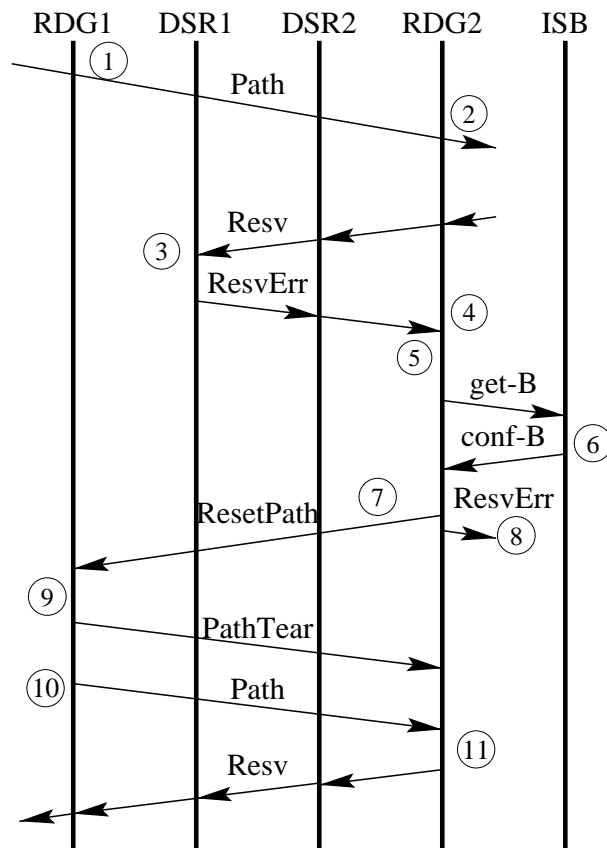 RDG1 DSR1 DSR2 RDG2 ISB
1
Path
2
Resv
3
ResvErr
4
5
get-B
conf-B
6
7
ResvErr
ResetPath
8
9
PathTear
10
Path
11
Resv